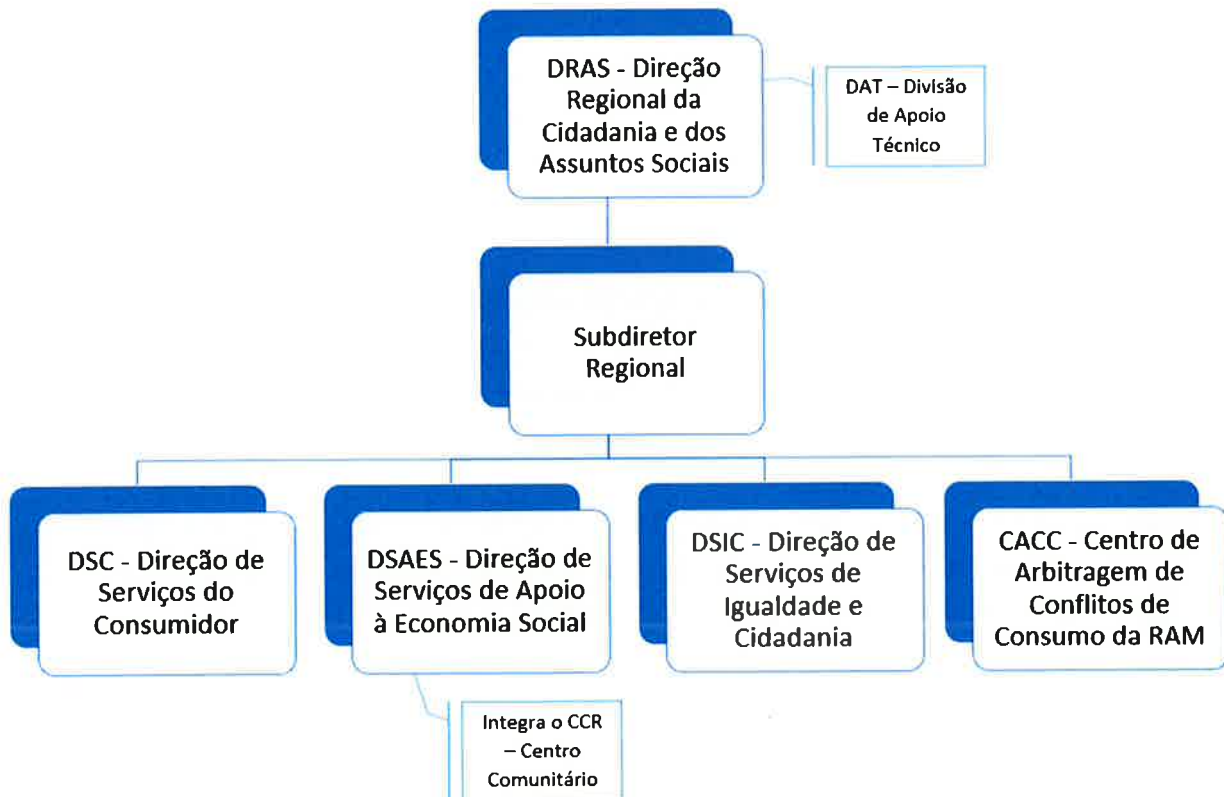 DRAS - Direção
Regional da
Cidadania e dos
Assuntos Sociais
DAT – Divisão
de Apoio
Técnico
Subdiretor
Regional
DSC - Direção de
Serviços do
Consumidor
DSAES - Direção de
Serviços de Apoio
à Economia Social
DSIC - Direção de
Serviços de
Igualdade e
Cidadania
CACC - Centro de
Arbitragem de
Conflitos de
Consumo da RAM
Integra o CCR
– Centro
Comunitário